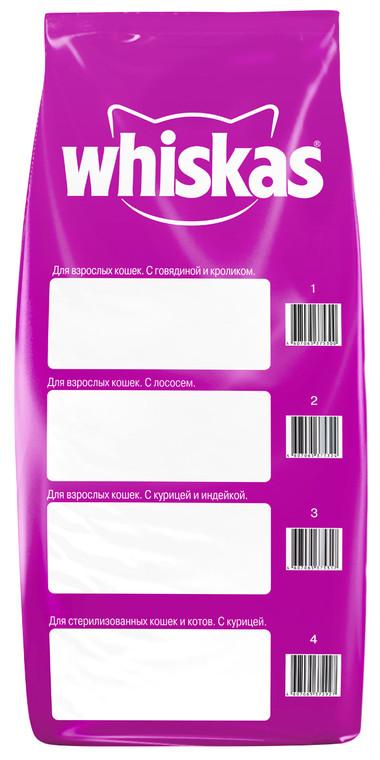 whiskas®
Для взрослых кошек. С говядиной и кроликом.
1
Для взрослых кошек. С лососем.
2
Для взрослых кошек. С курицей и индейкой.
3
Для стерилизованных кошек и котов. С курицей.
4